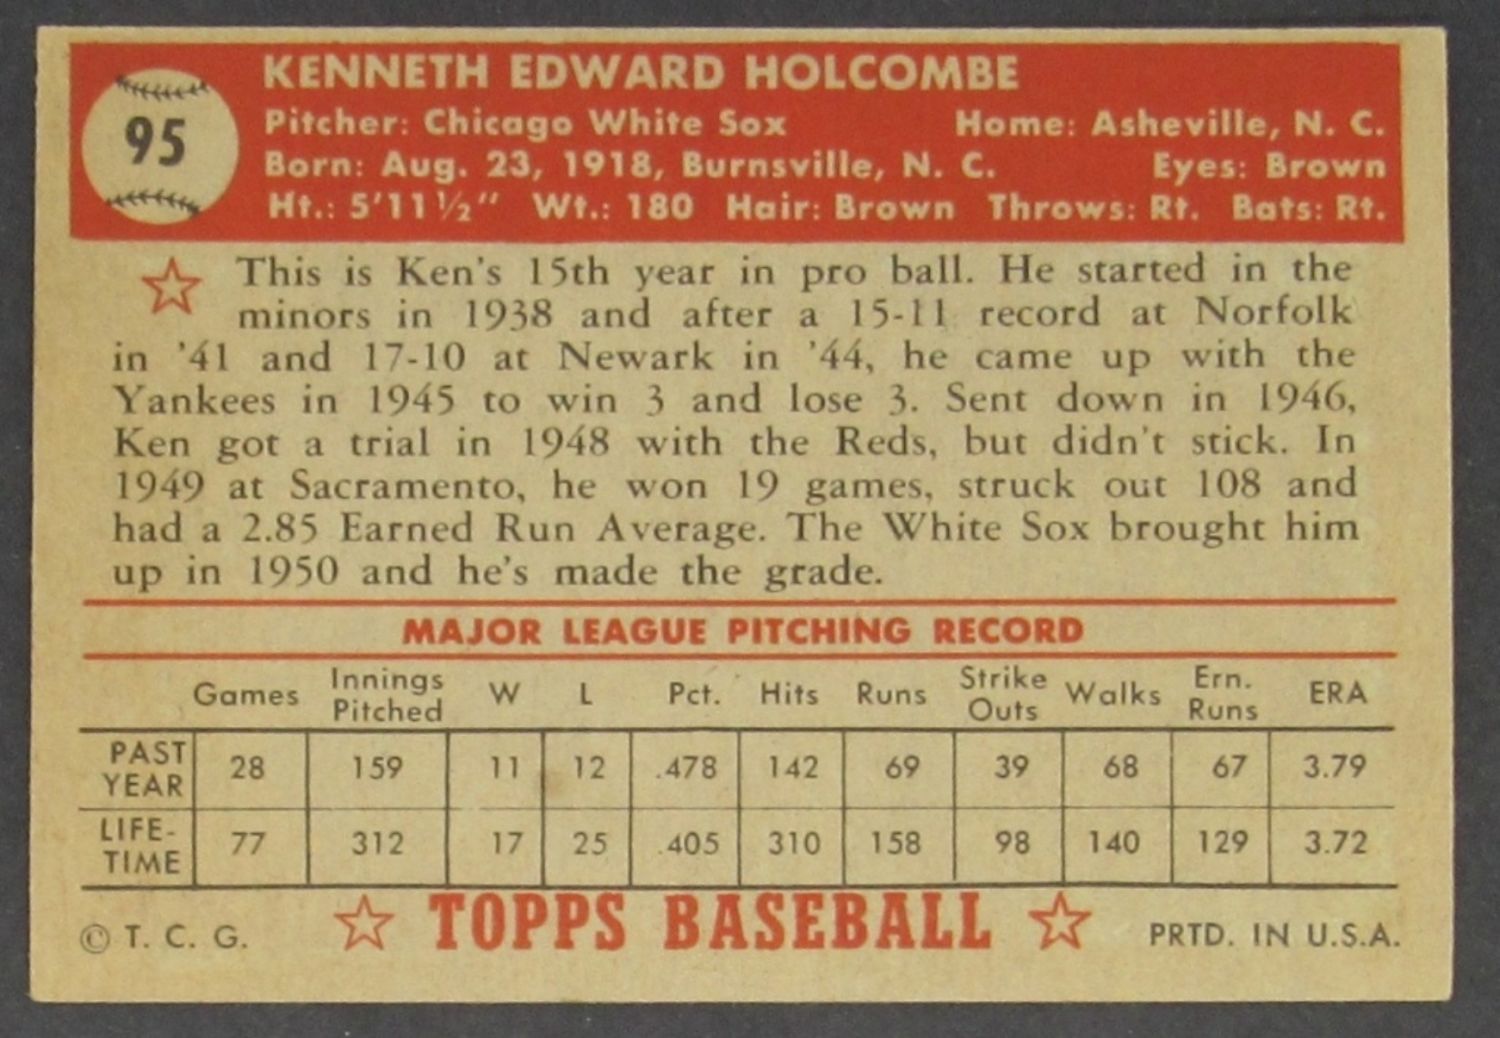 95
KENNETH EDWARD HOLCOMBE
Pitcher: Chicago White Sox Home: Asheville, N. C.
Born: Aug. 23, 1918, Burnsville, N. C. Eyes: Brown
Ht.: 5'11½" Wt.: 180 Hair: Brown Throws: Rt. Bats: Rt.
This is Ken's 15th year in pro ball. He started in the
minors in 1938 and after a 15-11 record at Norfolk
in '41 and 17-10 at Newark in '44, he came up with the
Yankees in 1945 to win 3 and lose 3. Sent down in 1946,
Ken got a trial in 1948 with the Reds, but didn't stick. In
1949 at Sacramento, he won 19 games, struck out 108 and
had a 2.85 Earned Run Average. The White Sox brought him
up in 1950 and he's made the grade.
MAJOR LEAGUE PITCHING RECORD
Games Innings Pitched W L Pct. Hits Runs Strike Outs Walks Ern. Runs ERA
PAST YEAR 28 159 11 12 .478 142 69 39 68 67 3.79
LIFE-TIME 77 312 17 25 .405 310 158 98 140 129 3.72
© T. C. G. TOPPS BASEBALL PRTD. IN U.S.A.